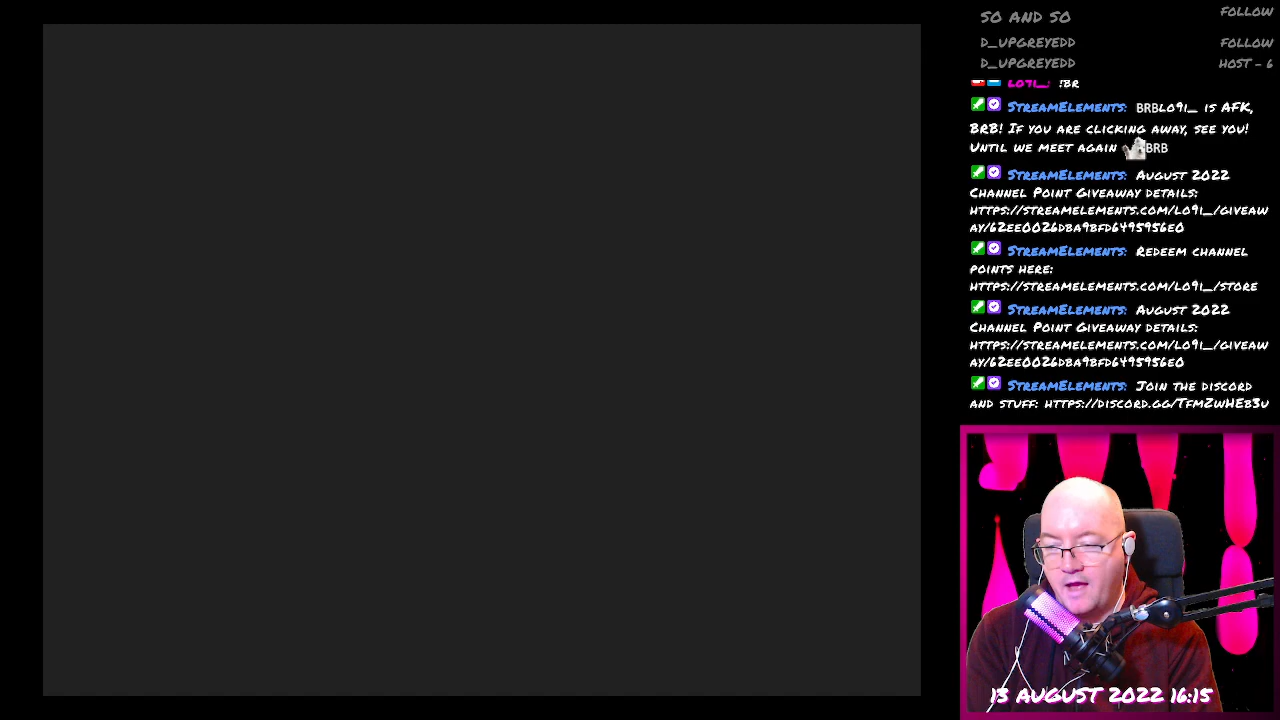 SO AND SO FOLLOW
D_UPGREYEDD FOLLOW
D_UPGREYEDD HOST - 6
LO91_: !BR
StreamElements: BRBLO91_ IS AFK,
BRB! IF YOU ARE CLICKING AWAY, SEE YOU!
UNTIL WE MEET AGAIN BRB
StreamElements: AUGUST 2022
CHANNEL POINT GIVEAWAY DETAILS:
HTTPS://STREAMELEMENTS.COM/LO91_/GIVEAW
AY/62EE0026DBA9BFD6495956E0
StreamElements: REDEEM CHANNEL
POINTS HERE:
HTTPS://STREAMELEMENTS.COM/LO91_/STORE
StreamElements: AUGUST 2022
CHANNEL POINT GIVEAWAY DETAILS:
HTTPS://STREAMELEMENTS.COM/LO91_/GIVEAW
AY/62EE0026DBA9BFD6495956E0
StreamElements: JOIN THE DISCORD
AND STUFF: HTTPS://DISCORD.GG/TFMZWHEB3U
13 AUGUST 2022 16:15